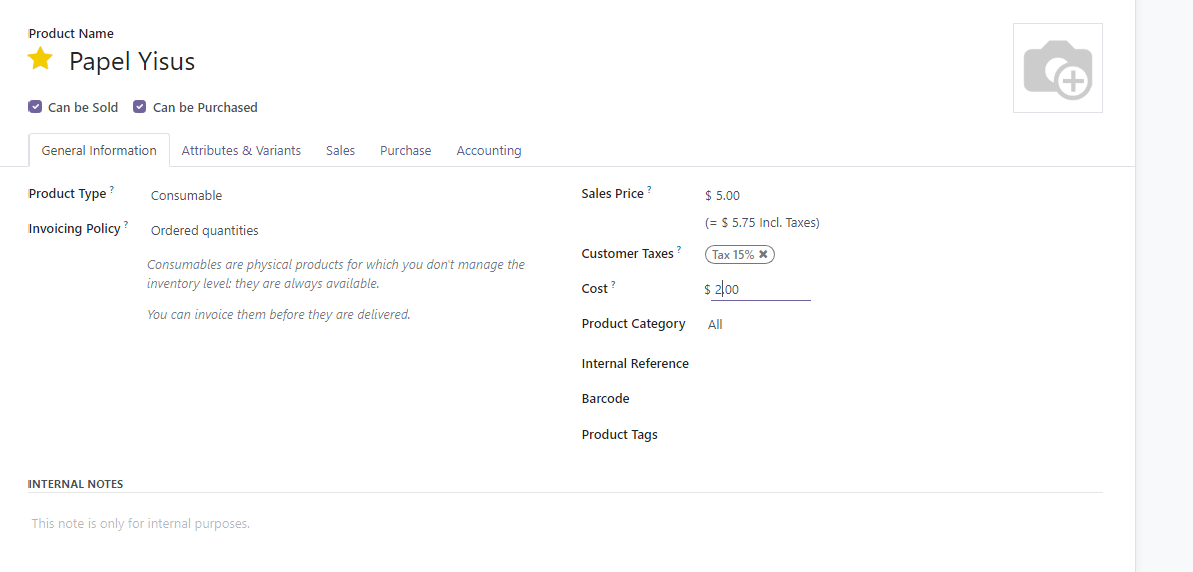 Product Name
Papel Yisus
Can be Sold Can be Purchased
General Information Attributes & Variants Sales Purchase Accounting
Product Type ? Consumable
Invoicing Policy ? Ordered quantities
Consumables are physical products for which you don't manage the
inventory level: they are always available.
You can invoice them before they are delivered.
Sales Price ? $ 5.00
(= $ 5.75 Incl. Taxes)
Customer Taxes ? Tax 15% ✖
Cost ? $ 2.00
Product Category All
Internal Reference
Barcode
Product Tags
INTERNAL NOTES
This note is only for internal purposes.